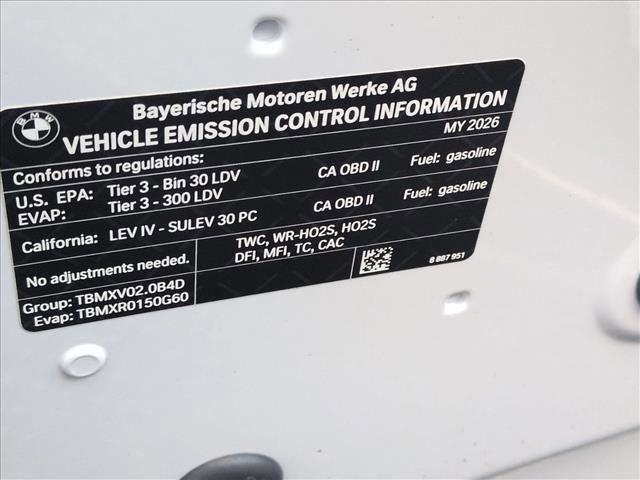 BMW
Bayerische Motoren Werke AG
VEHICLE EMISSION CONTROL INFORMATION
MY 2026
Conforms to regulations:
U.S. EPA: Tier 3 - Bin 30 LDV CA OBD II Fuel: gasoline
EVAP: Tier 3 - 300 LDV
California: LEV IV - SULEV 30 PC CA OBD II Fuel: gasoline
No adjustments needed.
TWC, WR-HO2S, HO2S
DFI, MFI, TC, CAC
8 887 951
Group: TBMXV02.0B4D
Evap: TBMXR0150G60